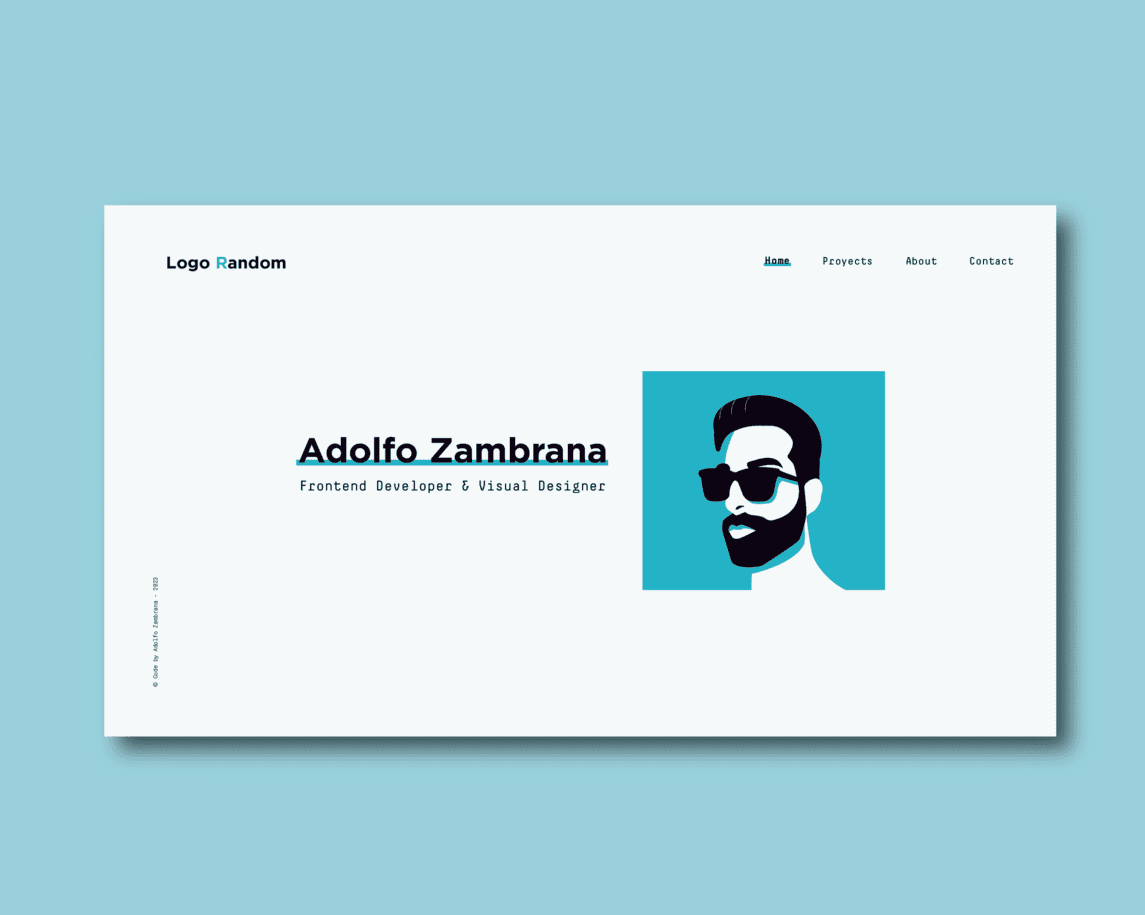 Logo Random
Home Proyects About Contact
Adolfo Zambrana
Frontend Developer & Visual Designer
© Code by Adolfo Zambrana - 2023